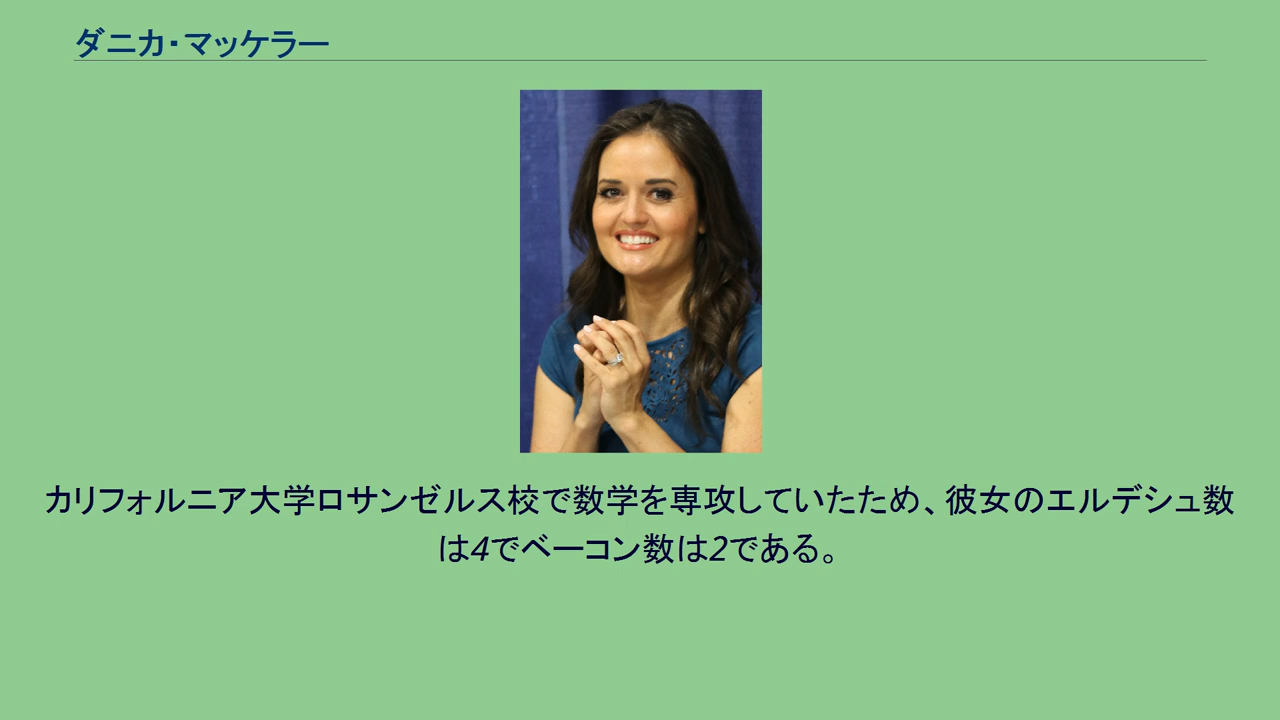 ダニカ・マッケラー
カリフォルニア大学ロサンゼルス校で数学を専攻していたため、彼女のエルデシュ数
は4でベーコン数は2である。